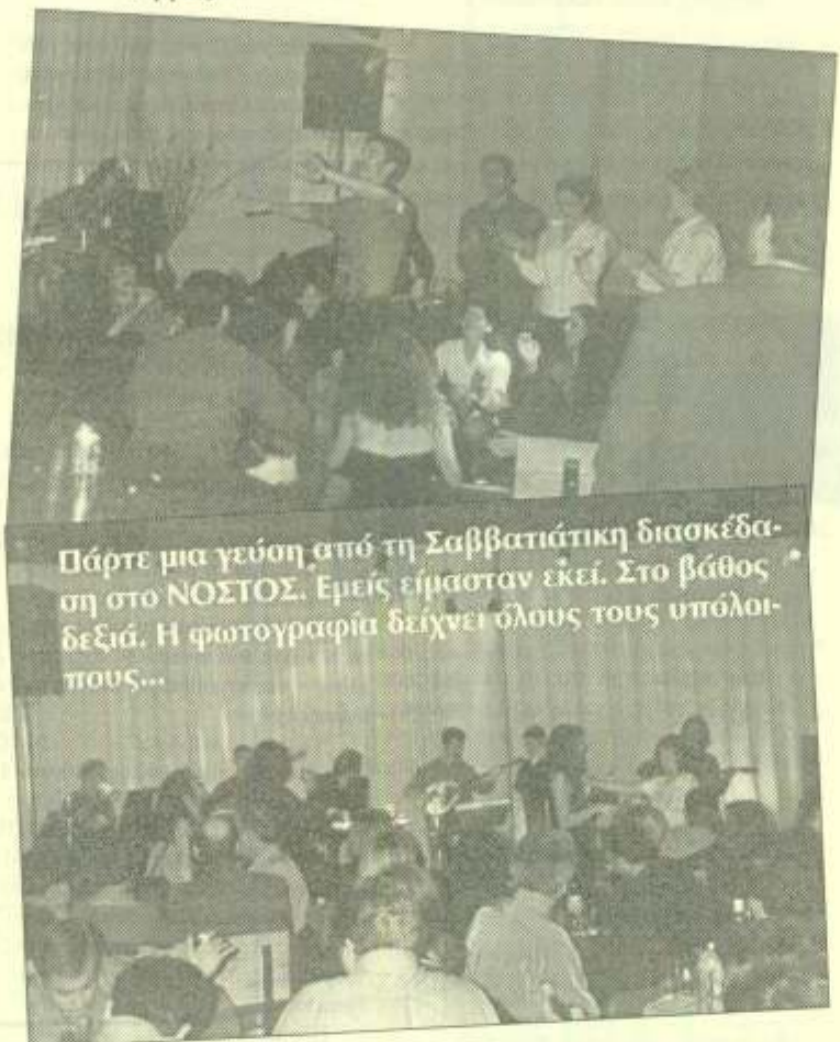 Πάρτε μια γεύση από τη Σαββατιάτικη διασκέδα-
ση στο ΝΟΣΤΟΣ. Εμείς είμασταν εκεί. Στο βάθος
δεξιά. Η φωτογραφία δείχνει όλους τους υπόλοι-
πους...